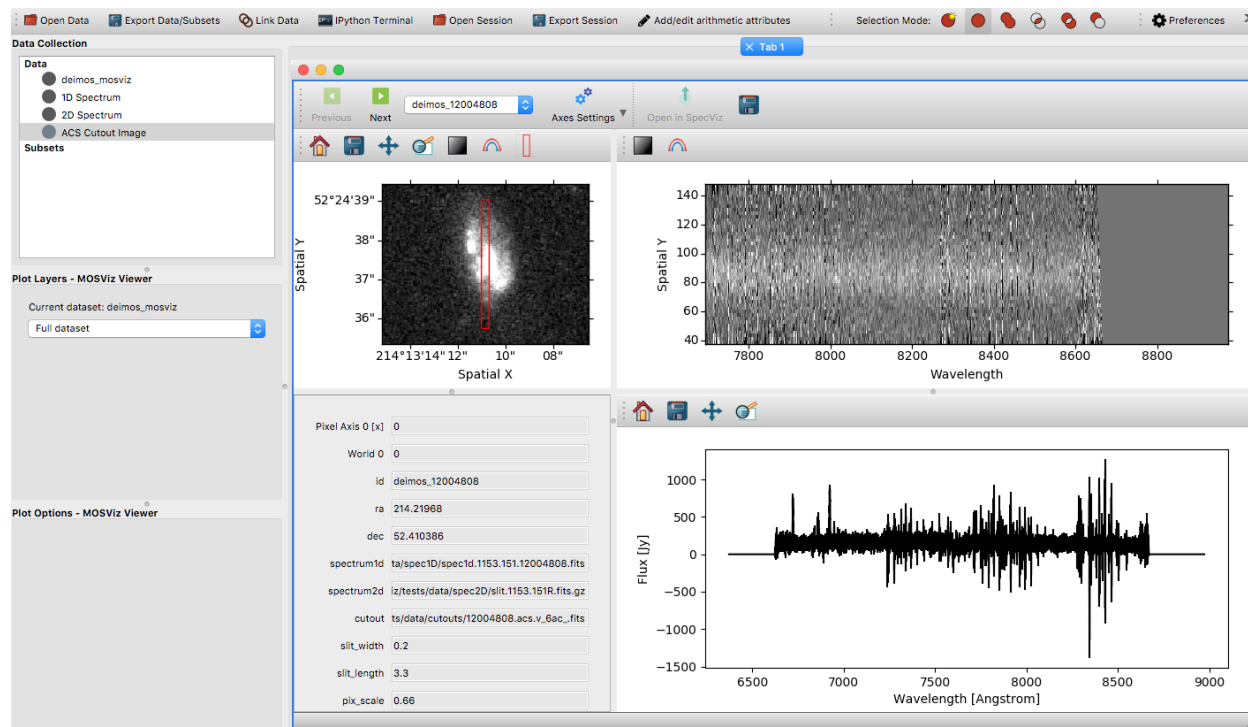 Open Data Export Data/Subsets Link Data IPython Terminal Open Session Export Session Add/edit arithmetic attributes Selection Mode: Preferences
Data Collection
Tab 1
Data
deimos_mosviz
1D Spectrum
2D Spectrum
ACS Cutout Image
Subsets
Previous Next deimos_12004808 Axes Settings Open in SpecViz
52°24'39"
38"
37"
36"
Spatial Y
214°13'14" 12" 10" 08"
Spatial X
140
120
100
80
60
40
Spatial Y
7800 8000 8200 8400 8600 8800
Wavelength
Plot Layers - MOSViz Viewer
Current dataset: deimos_mosviz
Full dataset
Plot Options - MOSViz Viewer
Pixel Axis 0 [x] 0
World 0 0
id deimos_12004808
ra 214.21968
dec 52.410386
spectrum1d ta/spec1D/spec1d.1153.151.12004808.fits
spectrum2d iz/tests/data/spec2D/slit.1153.151R.fits.gz
cutout ts/data/cutouts/12004808.acs.v_6ac_.fits
slit_width 0.2
slit_length 3.3
pix_scale 0.66
1000
500
0
−500
−1000
−1500
Flux [Jy]
6500 7000 7500 8000 8500 9000
Wavelength [Angstrom]